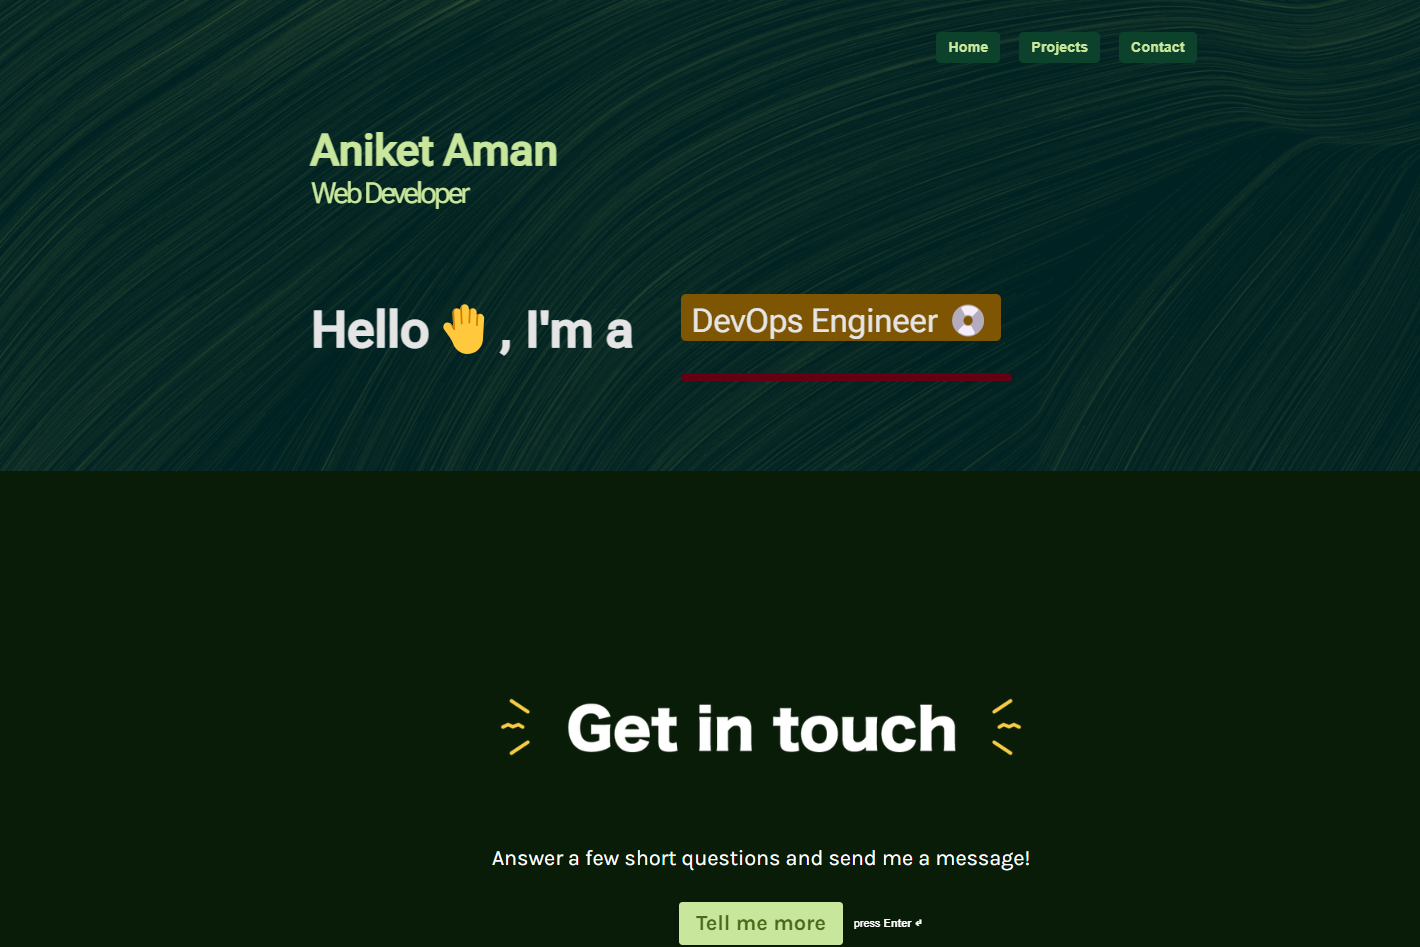 Home Projects Contact
Aniket Aman
Web Developer
Hello 🤚 , I'm a DevOps Engineer 💿
Get in touch
Answer a few short questions and send me a message!
Tell me more press Enter ↵